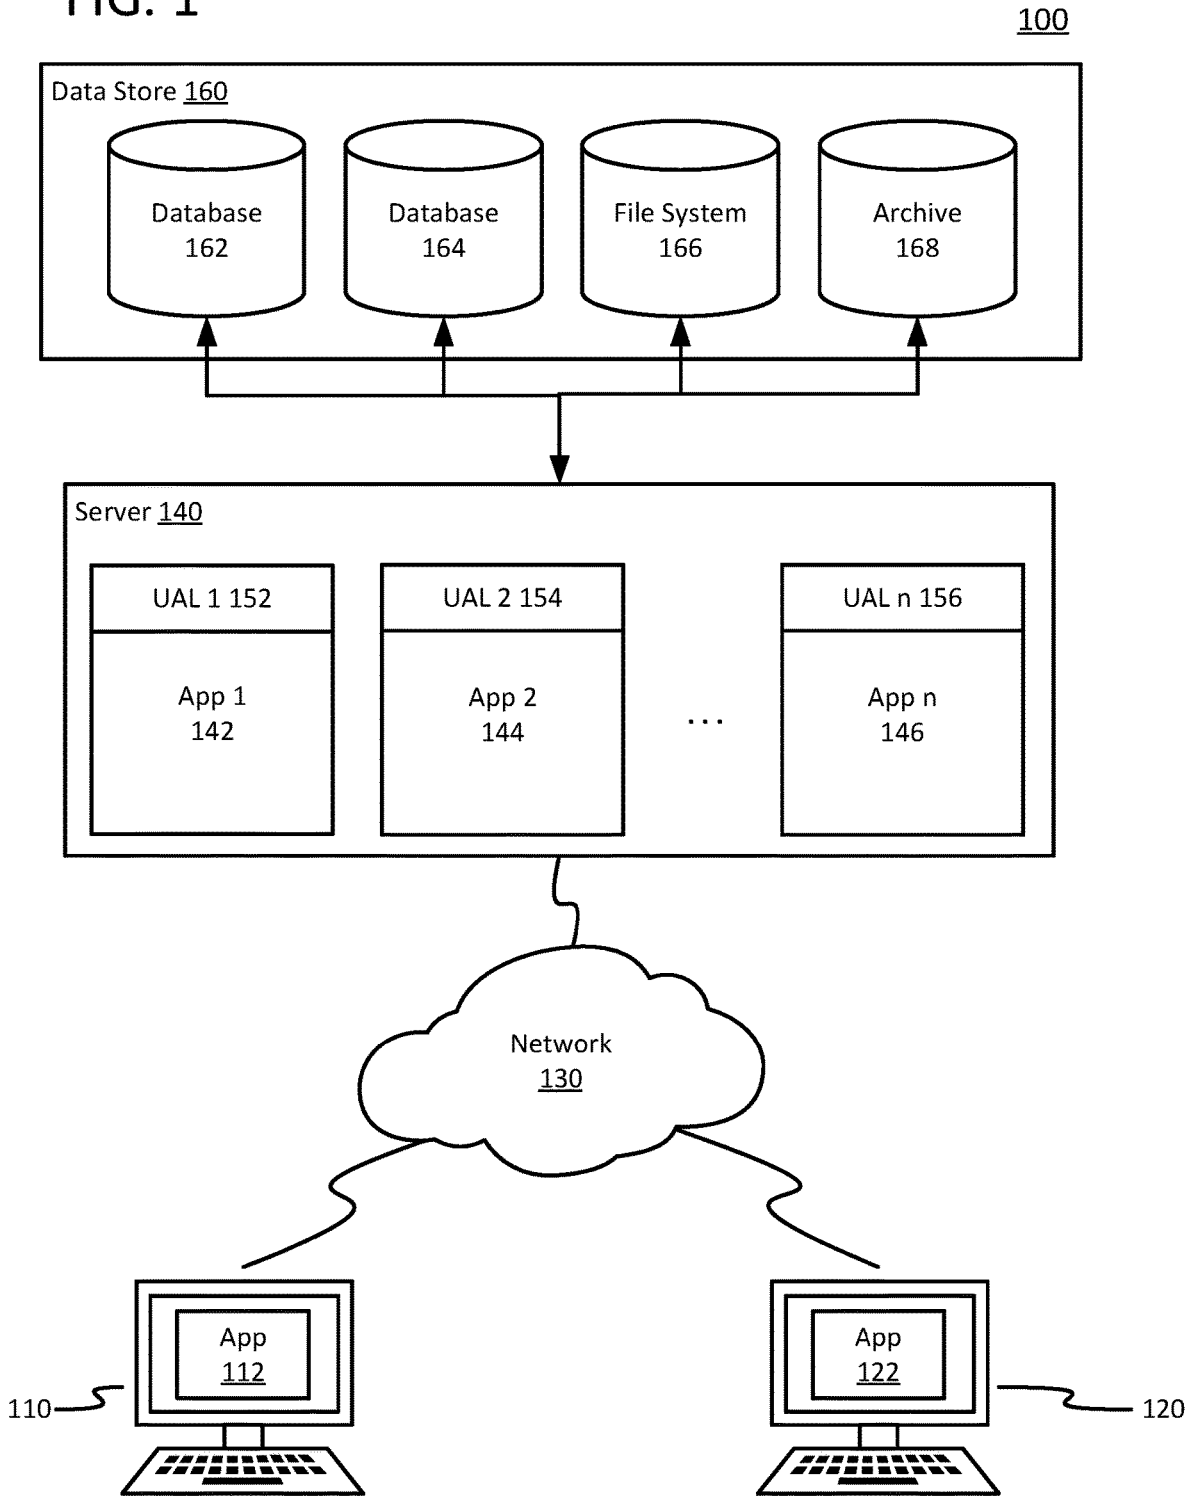 FIG. 1
100
Data Store 160
Database
162
Database
164
File System
166
Archive
168
Server 140
UAL 1 152
UAL 2 154
UAL n 156
App 1
142
App 2
144
...
App n
146
Network
130
App
112
App
122
110
120